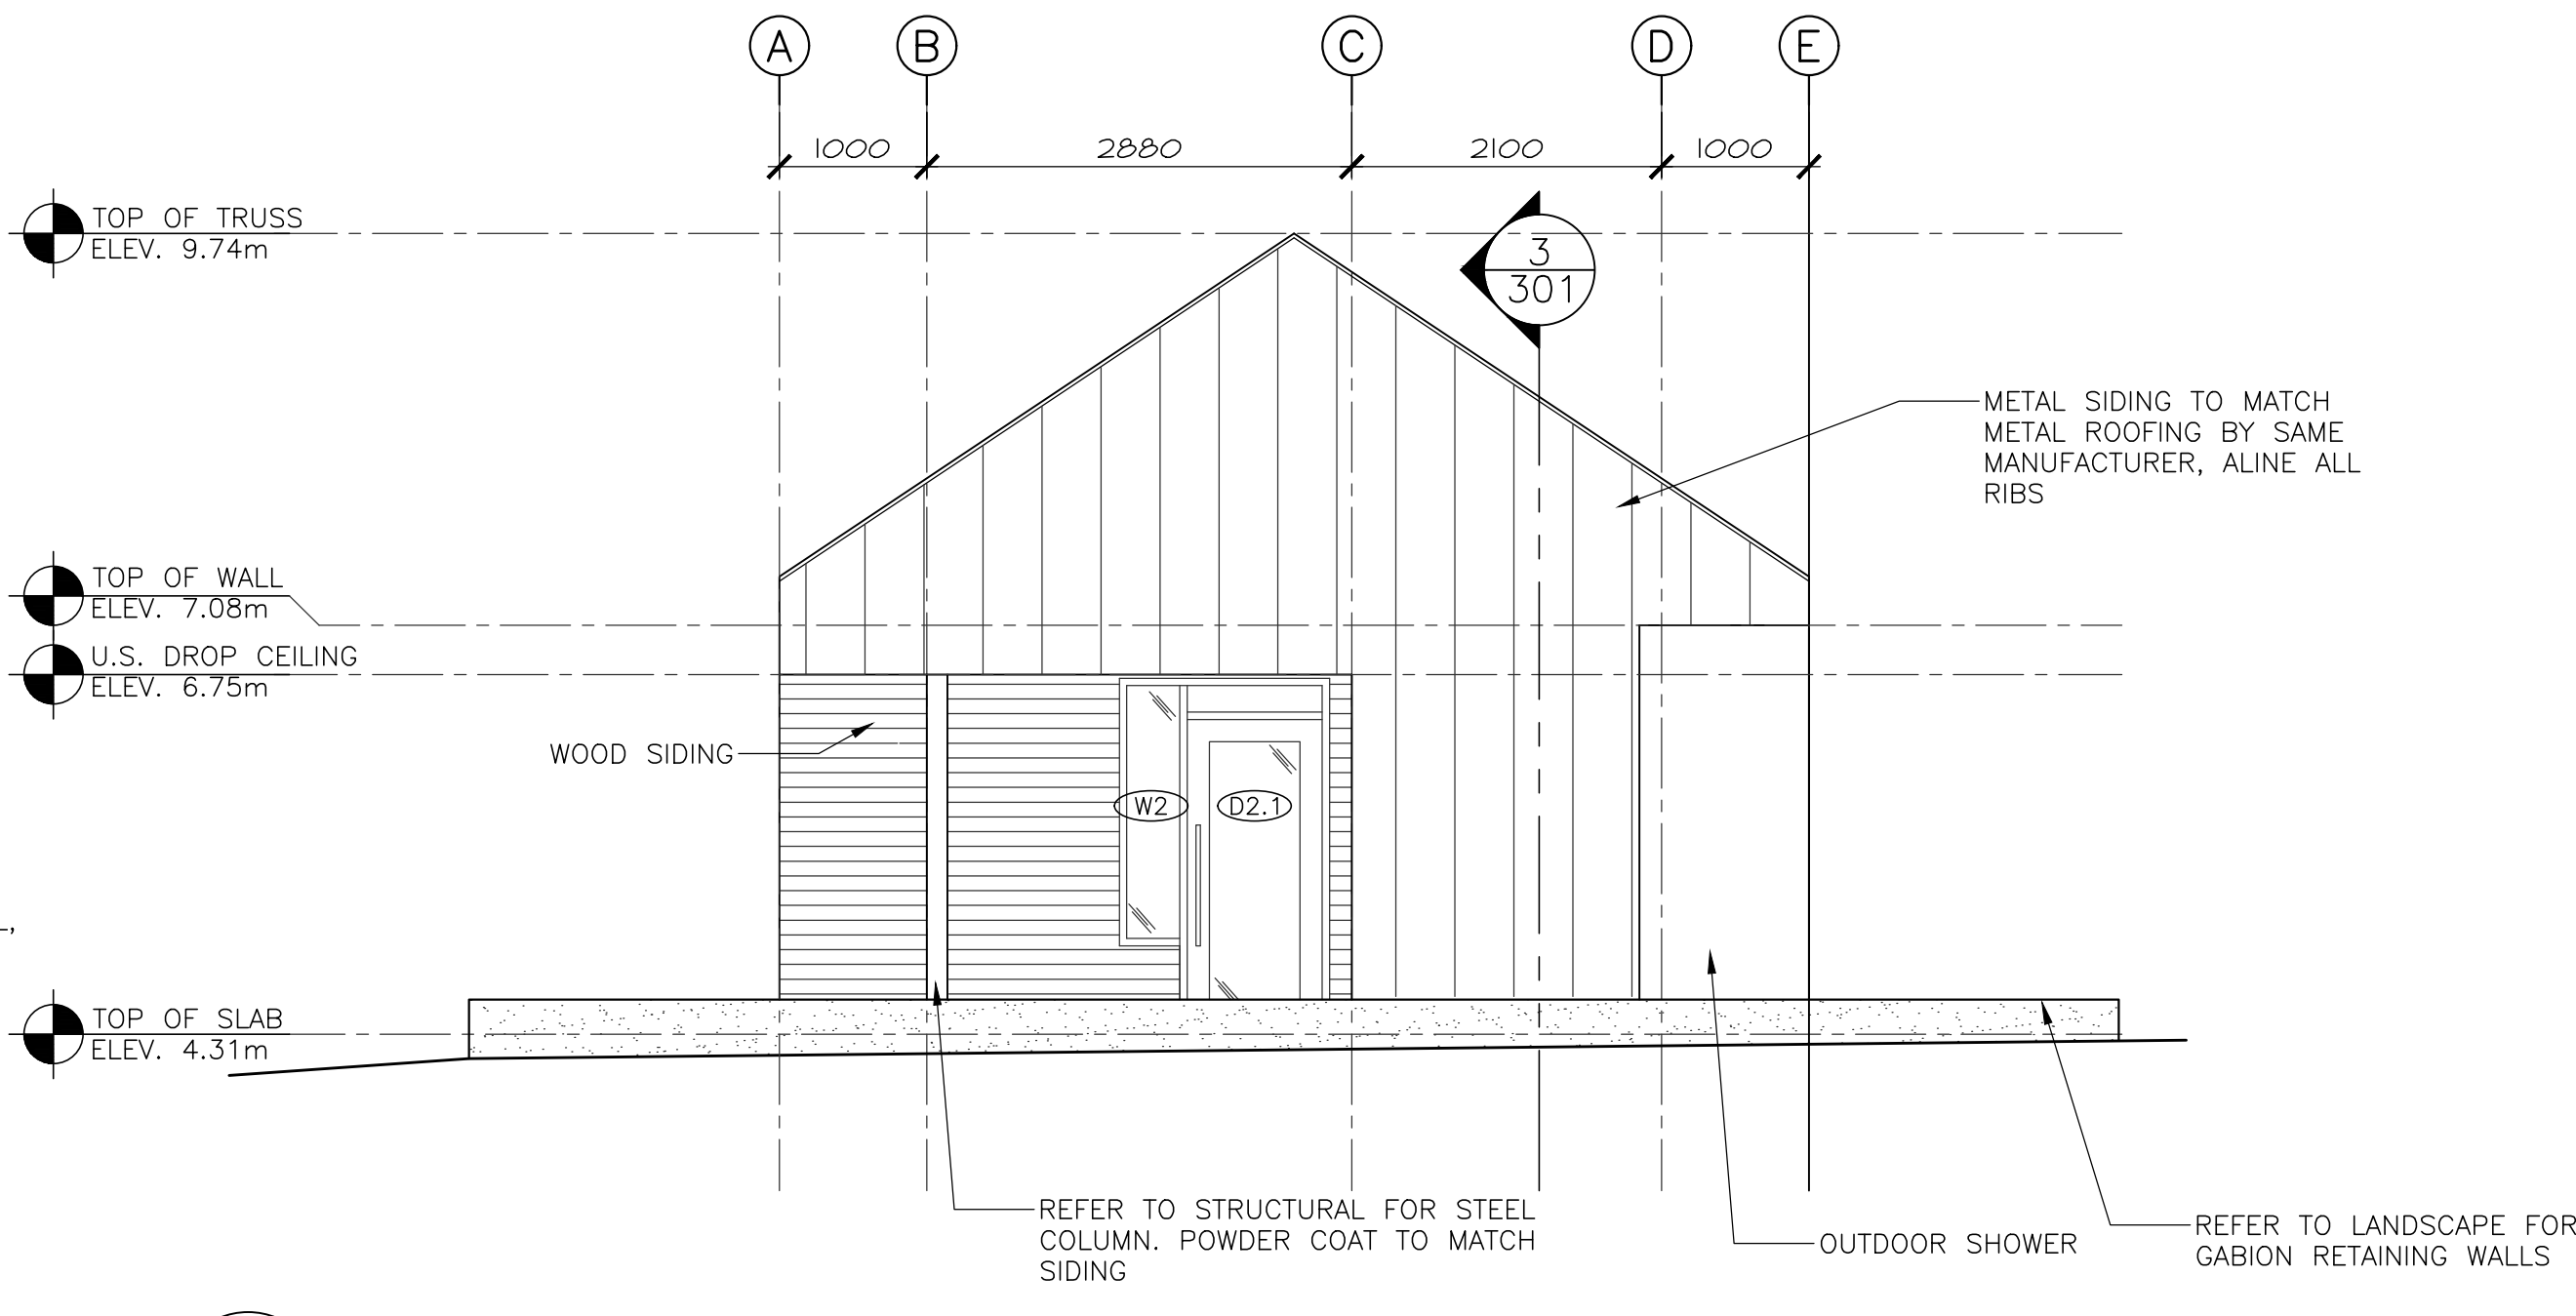 A B C D E
1000 2880 2100 1000
TOP OF TRUSS
ELEV. 9.74m
3
301
METAL SIDING TO MATCH
METAL ROOFING BY SAME
MANUFACTURER, ALINE ALL
RIBS
TOP OF WALL
ELEV. 7.08m
U.S. DROP CEILING
ELEV. 6.75m
WOOD SIDING
W2 D2.1
TOP OF SLAB
ELEV. 4.31m
REFER TO STRUCTURAL FOR STEEL
COLUMN. POWDER COAT TO MATCH
SIDING
OUTDOOR SHOWER
REFER TO LANDSCAPE FOR
GABION RETAINING WALLS